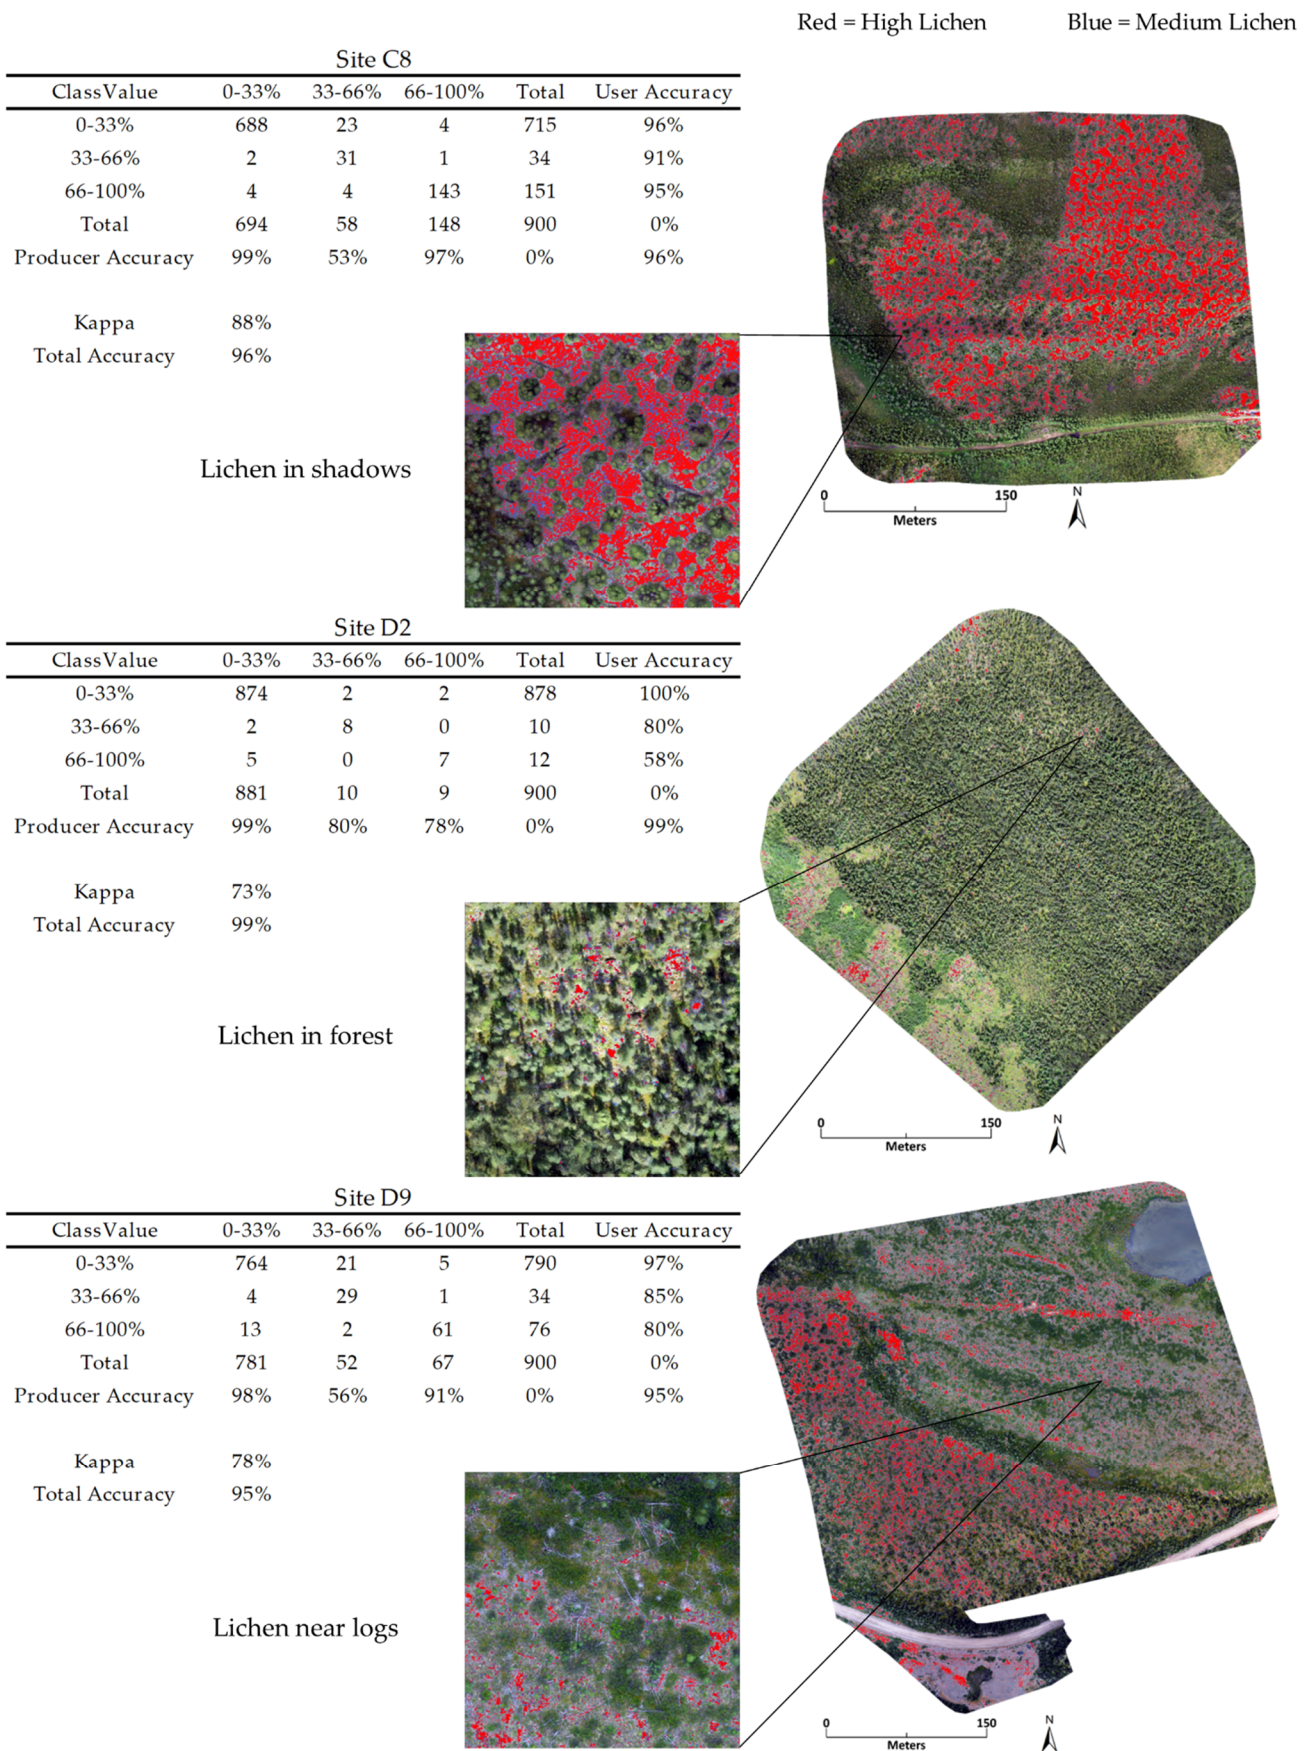 Red = High Lichen Blue = Medium Lichen
Site C8
ClassValue 0-33% 33-66% 66-100% Total User Accuracy
0-33% 688 23 4 715 96%
33-66% 2 31 1 34 91%
66-100% 4 4 143 151 95%
Total 694 58 148 900 0%
Producer Accuracy 99% 53% 97% 0% 96%
Kappa 88%
Total Accuracy 96%
Lichen in shadows
0 150
Meters
N
Site D2
ClassValue 0-33% 33-66% 66-100% Total User Accuracy
0-33% 874 2 2 878 100%
33-66% 2 8 0 10 80%
66-100% 5 0 7 12 58%
Total 881 10 9 900 0%
Producer Accuracy 99% 80% 78% 0% 99%
Kappa 73%
Total Accuracy 99%
Lichen in forest
0 150
Meters
N
Site D9
ClassValue 0-33% 33-66% 66-100% Total User Accuracy
0-33% 764 21 5 790 97%
33-66% 4 29 1 34 85%
66-100% 13 2 61 76 80%
Total 781 52 67 900 0%
Producer Accuracy 98% 56% 91% 0% 95%
Kappa 78%
Total Accuracy 95%
Lichen near logs
0 150
Meters
N